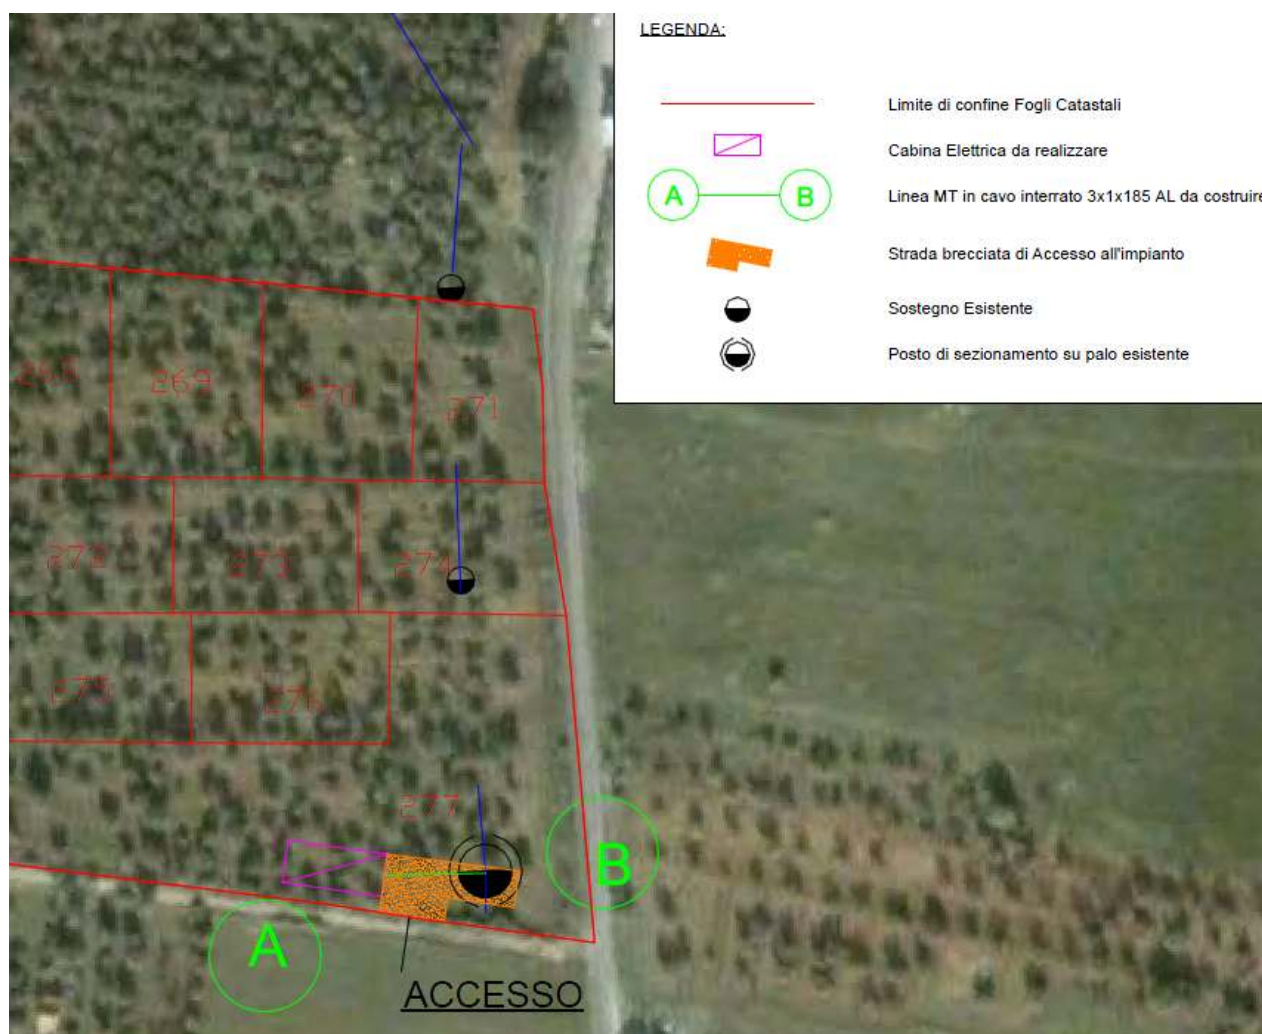 LEGENDA:
Limite di confine Fogli Catastali
Cabina Elettrica da realizzare
A B Linea MT in cavo interrato 3x1x185 AL da costruire
Strada brecciata di Accesso all'impianto
Sostegno Esistente
Posto di sezionamento su palo esistente
269 270 271
272 273 274
275 276
277
B
A
ACCESSO